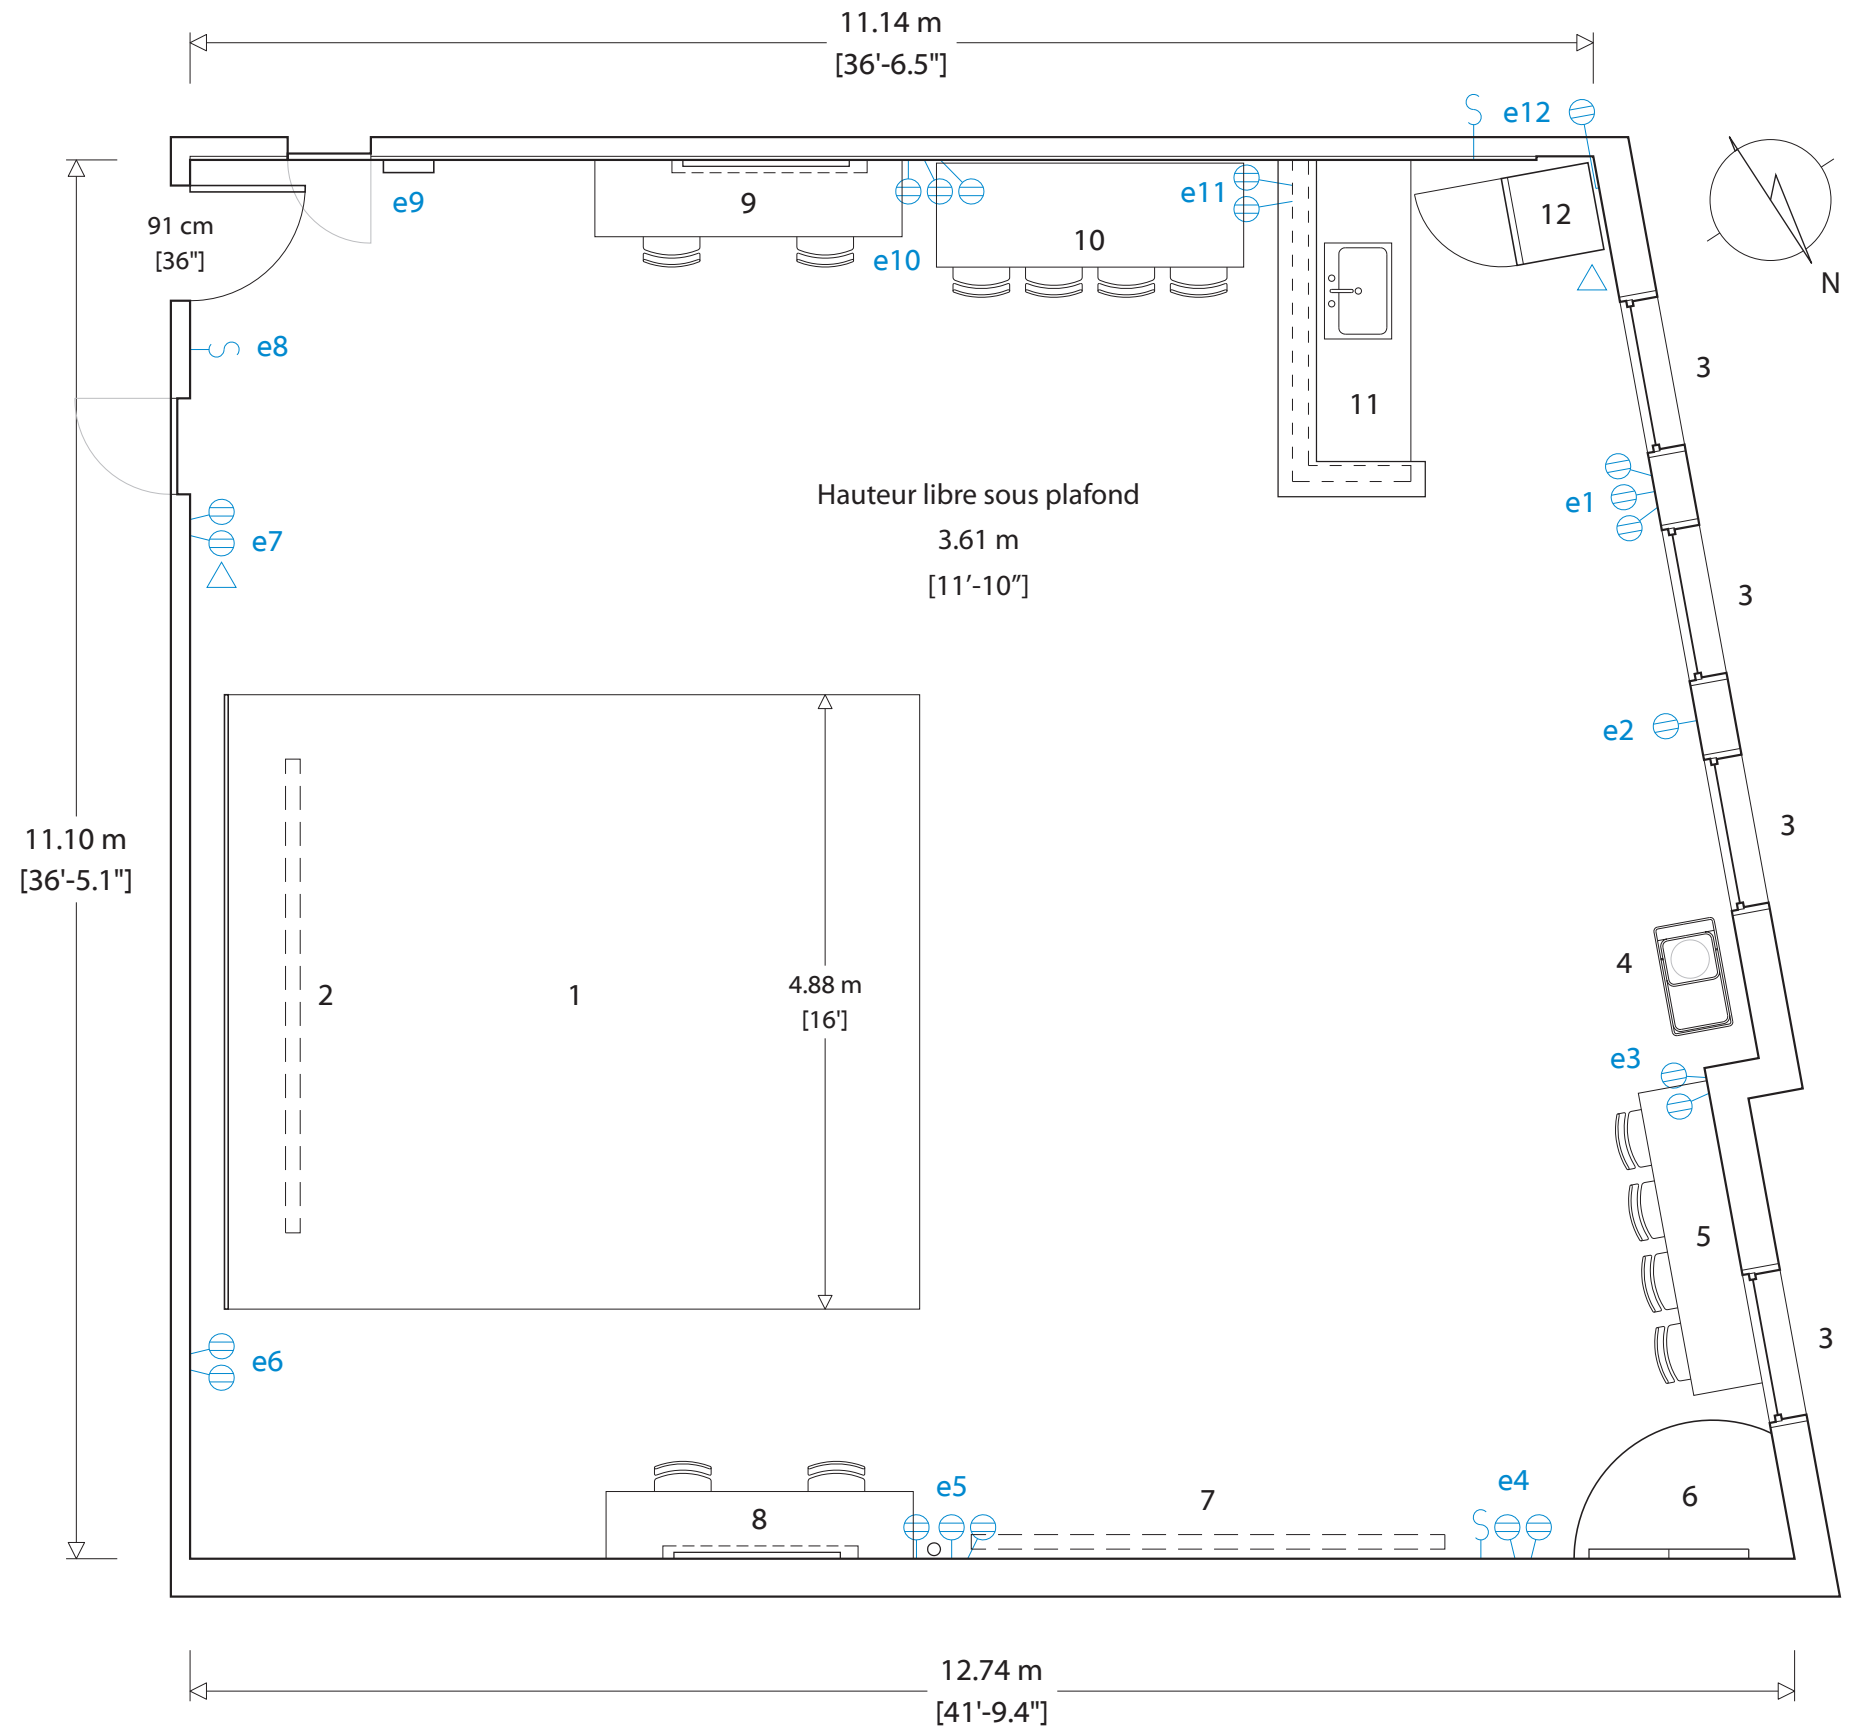 11.14 m
[36'-6.5"]
e12
N
91 cm
[36"]
e9
9
e10
10
e11
12
e8
3
11
Hauteur libre sous plafond
3.61 m
[11’-10”]
e1
e7
3
e2
3
11.10 m
[36'-5.1"]
2
1
4.88 m
[16']
4
e3
5
e6
3
8
e5
7
e4
6
12.74 m
[41'-9.4"]